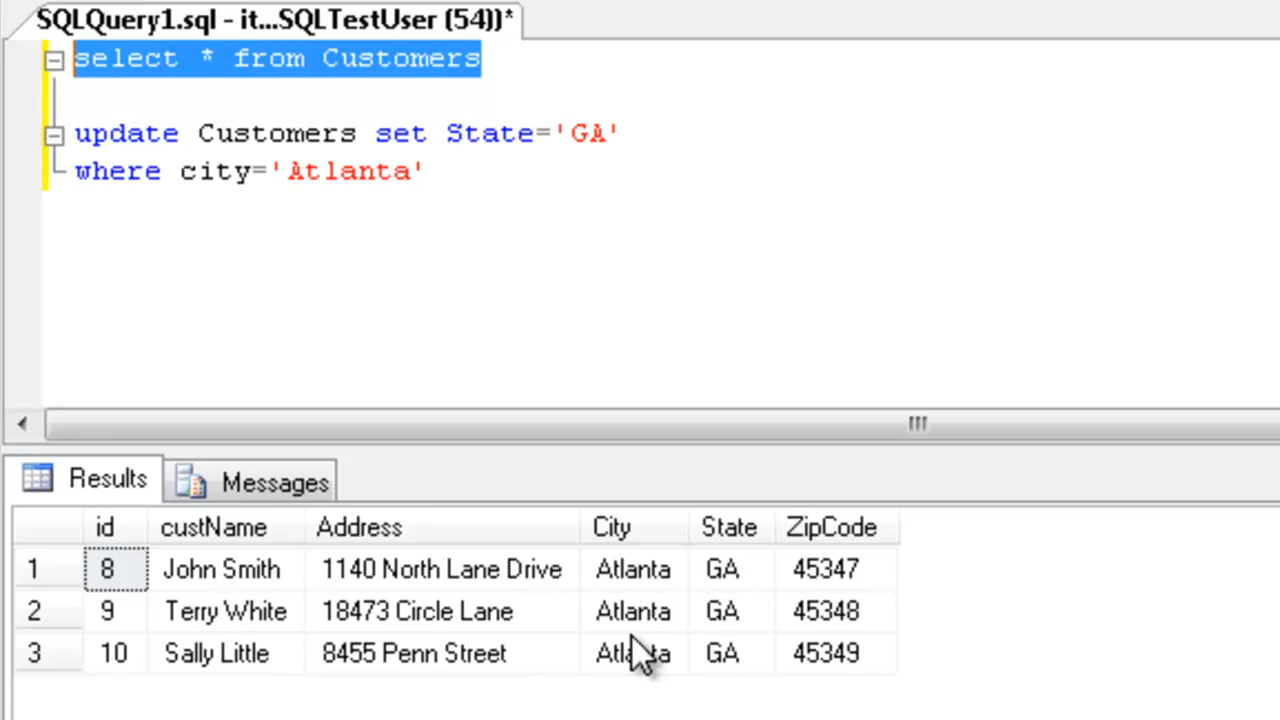 SQLQuery1.sql - it...SQLTestUser (54))*
select * from Customers
update Customers set State='GA'
where city='Atlanta'
Results Messages
id custName Address City State ZipCode
1 8 John Smith 1140 North Lane Drive Atlanta GA 45347
2 9 Terry White 18473 Circle Lane Atlanta GA 45348
3 10 Sally Little 8455 Penn Street Atlanta GA 45349